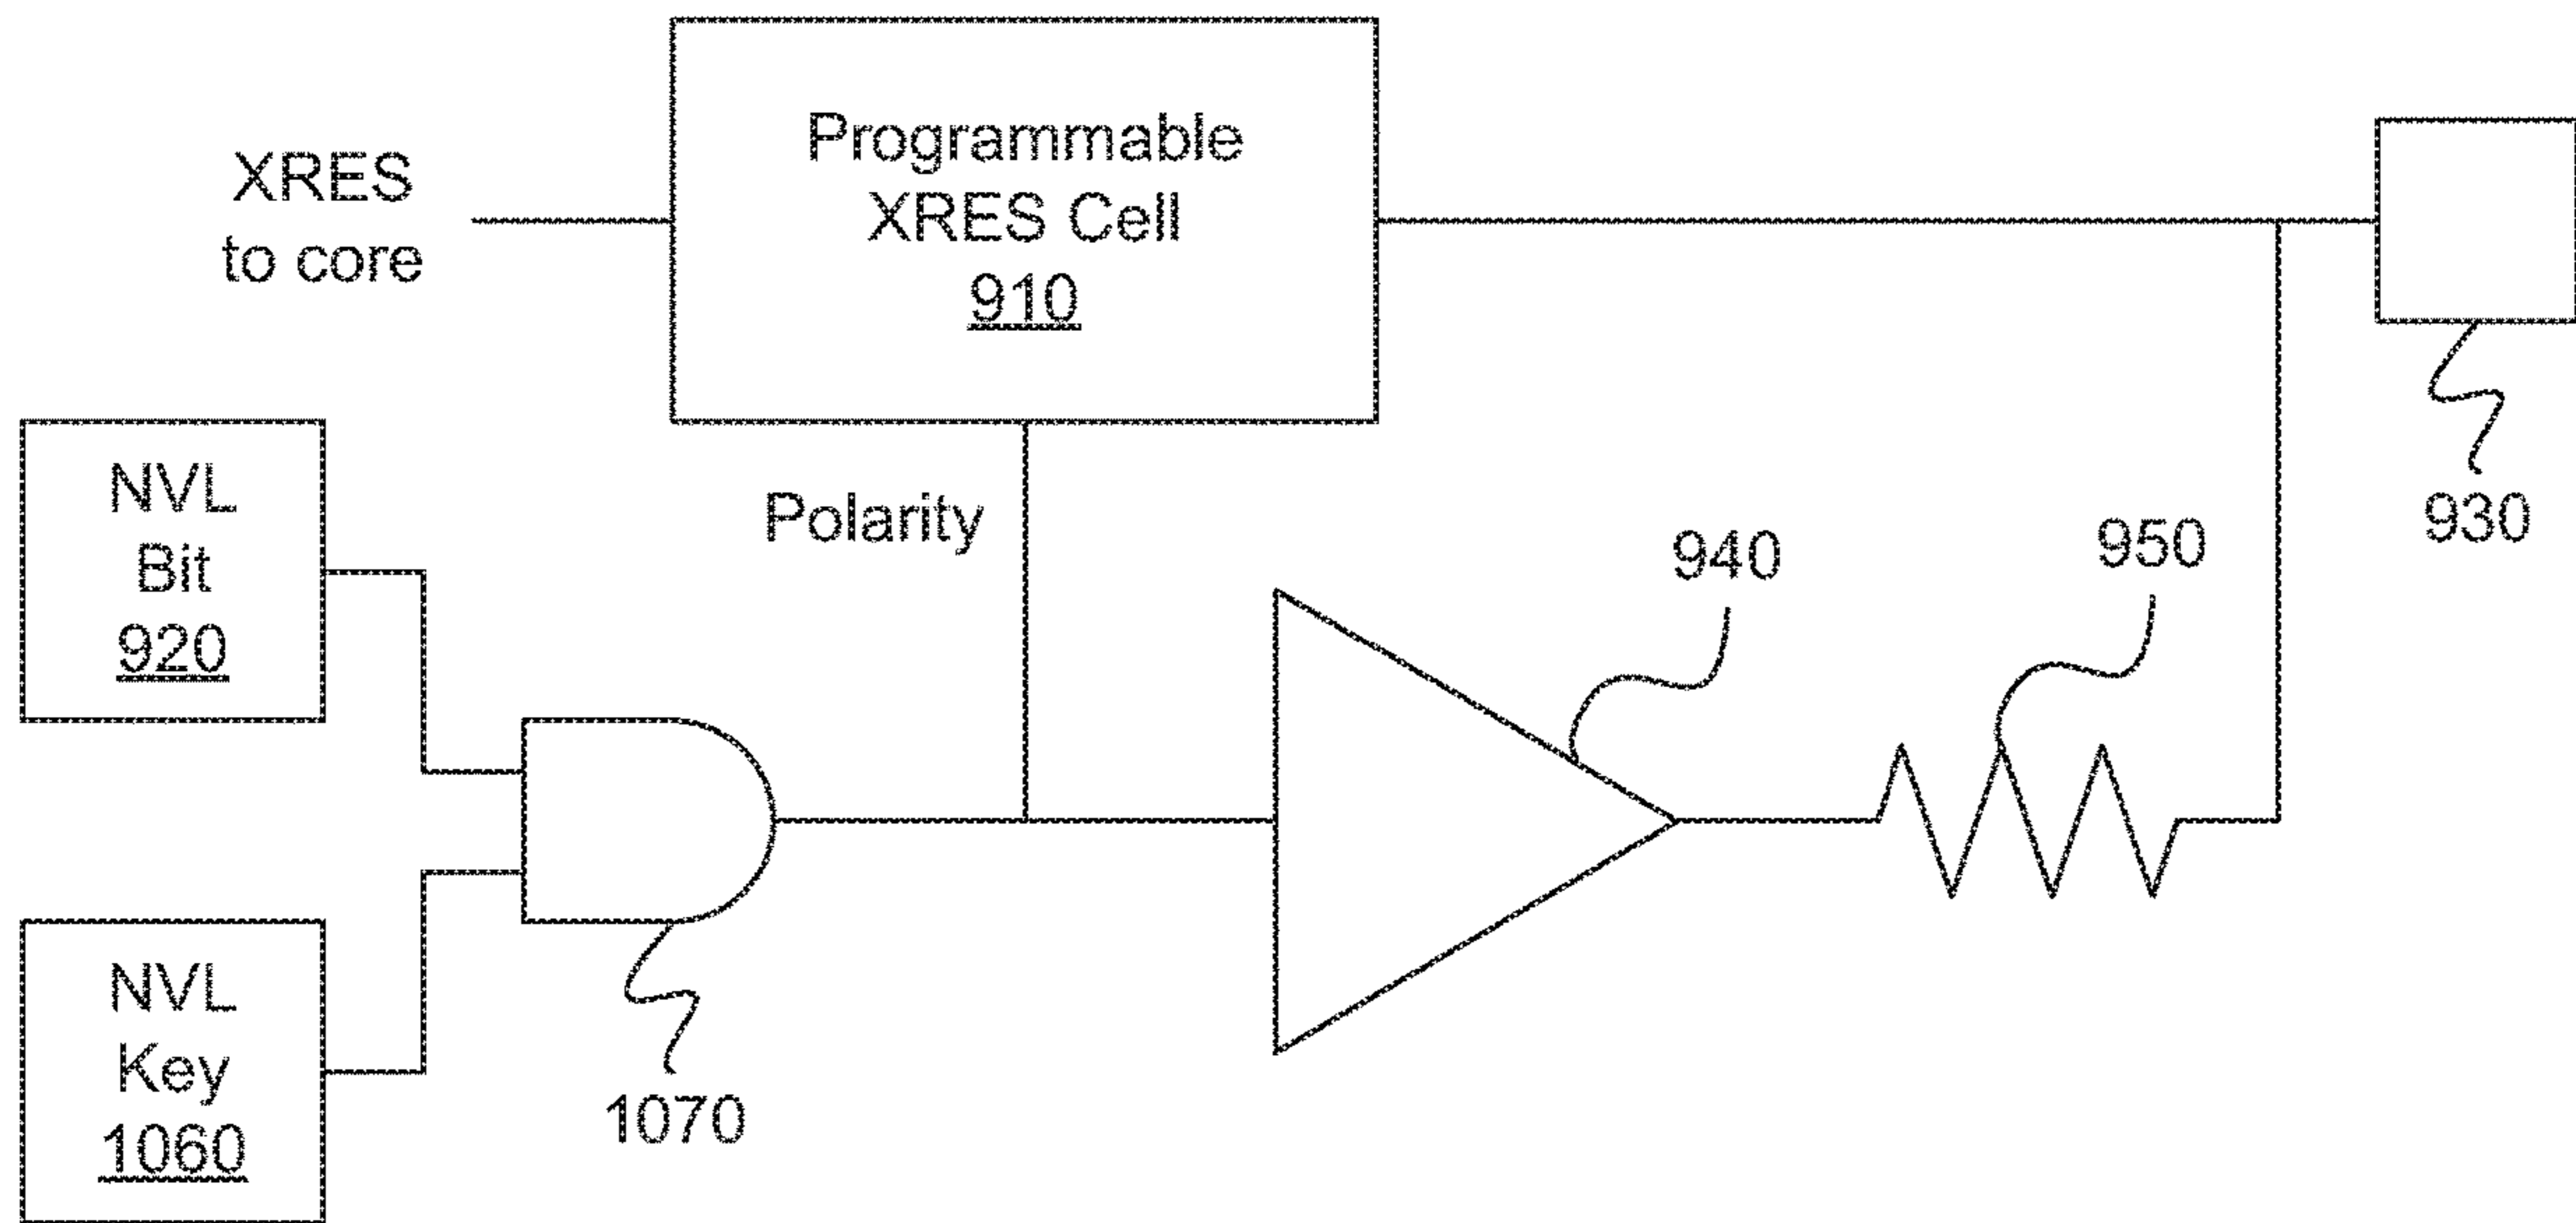 Programmable
XRES Cell
910
XRES
to core
NVL
Bit
920
Polarity
940
950
930
NVL
Key
1060
1070